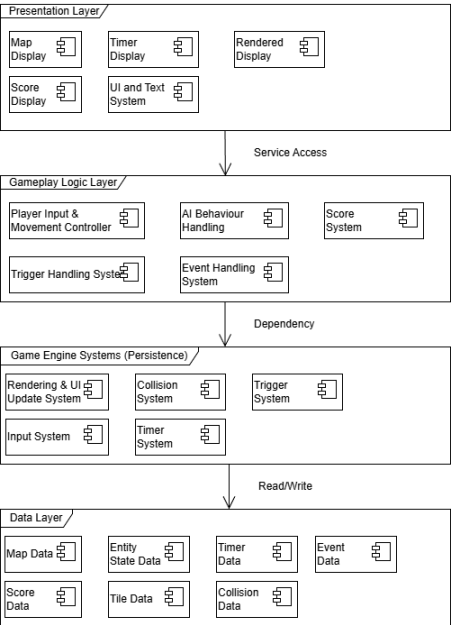 Presentation Layer
Map
Display
Timer
Display
Rendered
Display
Score
Display
UI and Text
System
Service Access
Gameplay Logic Layer
Player Input &
Movement Controller
AI Behaviour
Handling
Score
System
Trigger Handling System
Event Handling
System
Dependency
Game Engine Systems (Persistence)
Rendering & UI
Update System
Collision
System
Trigger
System
Input System
Timer
System
Read/Write
Data Layer
Map Data
Entity
State Data
Timer
Data
Event
Data
Score
Data
Tile Data
Collision
Data